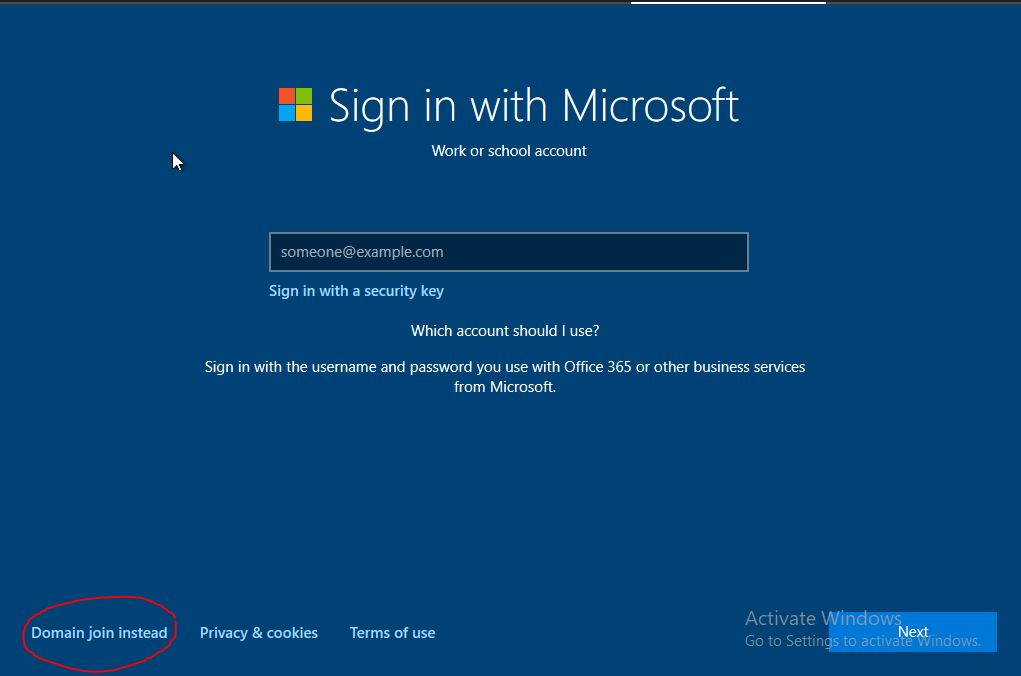 Sign in with Microsoft
Work or school account
someone@example.com
Sign in with a security key
Which account should I use?
Sign in with the username and password you use with Office 365 or other business services
from Microsoft.
Domain join instead
Privacy & cookies
Terms of use
Activate Windows
Go to Settings to activate Windows.
Next